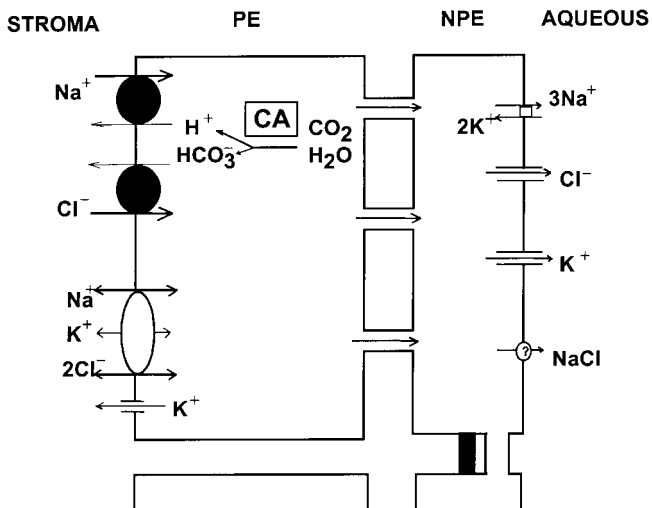 STROMA PE NPE AQUEOUS
Na⁺ 3Na⁺
H⁺ CA CO₂ 2K⁺
HCO₃⁻ H₂O
Cl⁻
Cl⁻
K⁺
Na⁺
K⁺
? NaCl
2Cl⁻
K⁺